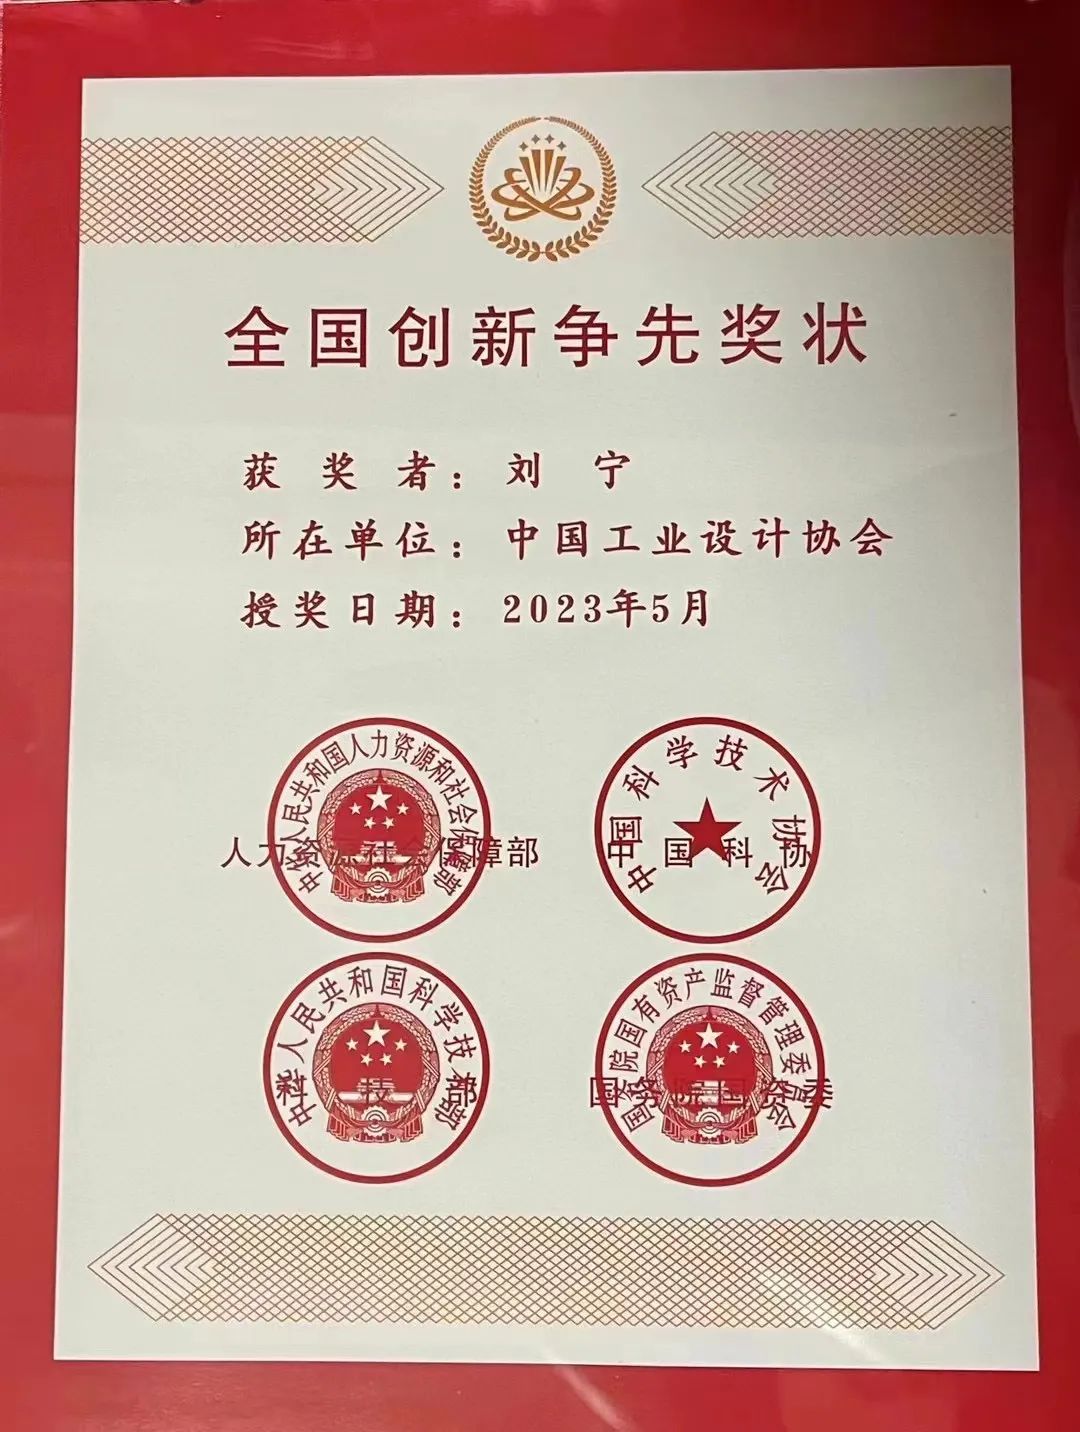 全国创新争先奖状
获奖者：刘宁
所在单位：中国工业设计协会
授奖日期：2023年5月
中华人民共和国人力资源和社会保障部
人力资源社会保障部
中国科学技术协会
中国科协
中华人民共和国科学技术部
科技部
国务院国有资产监督管理委员会
国务院国资委